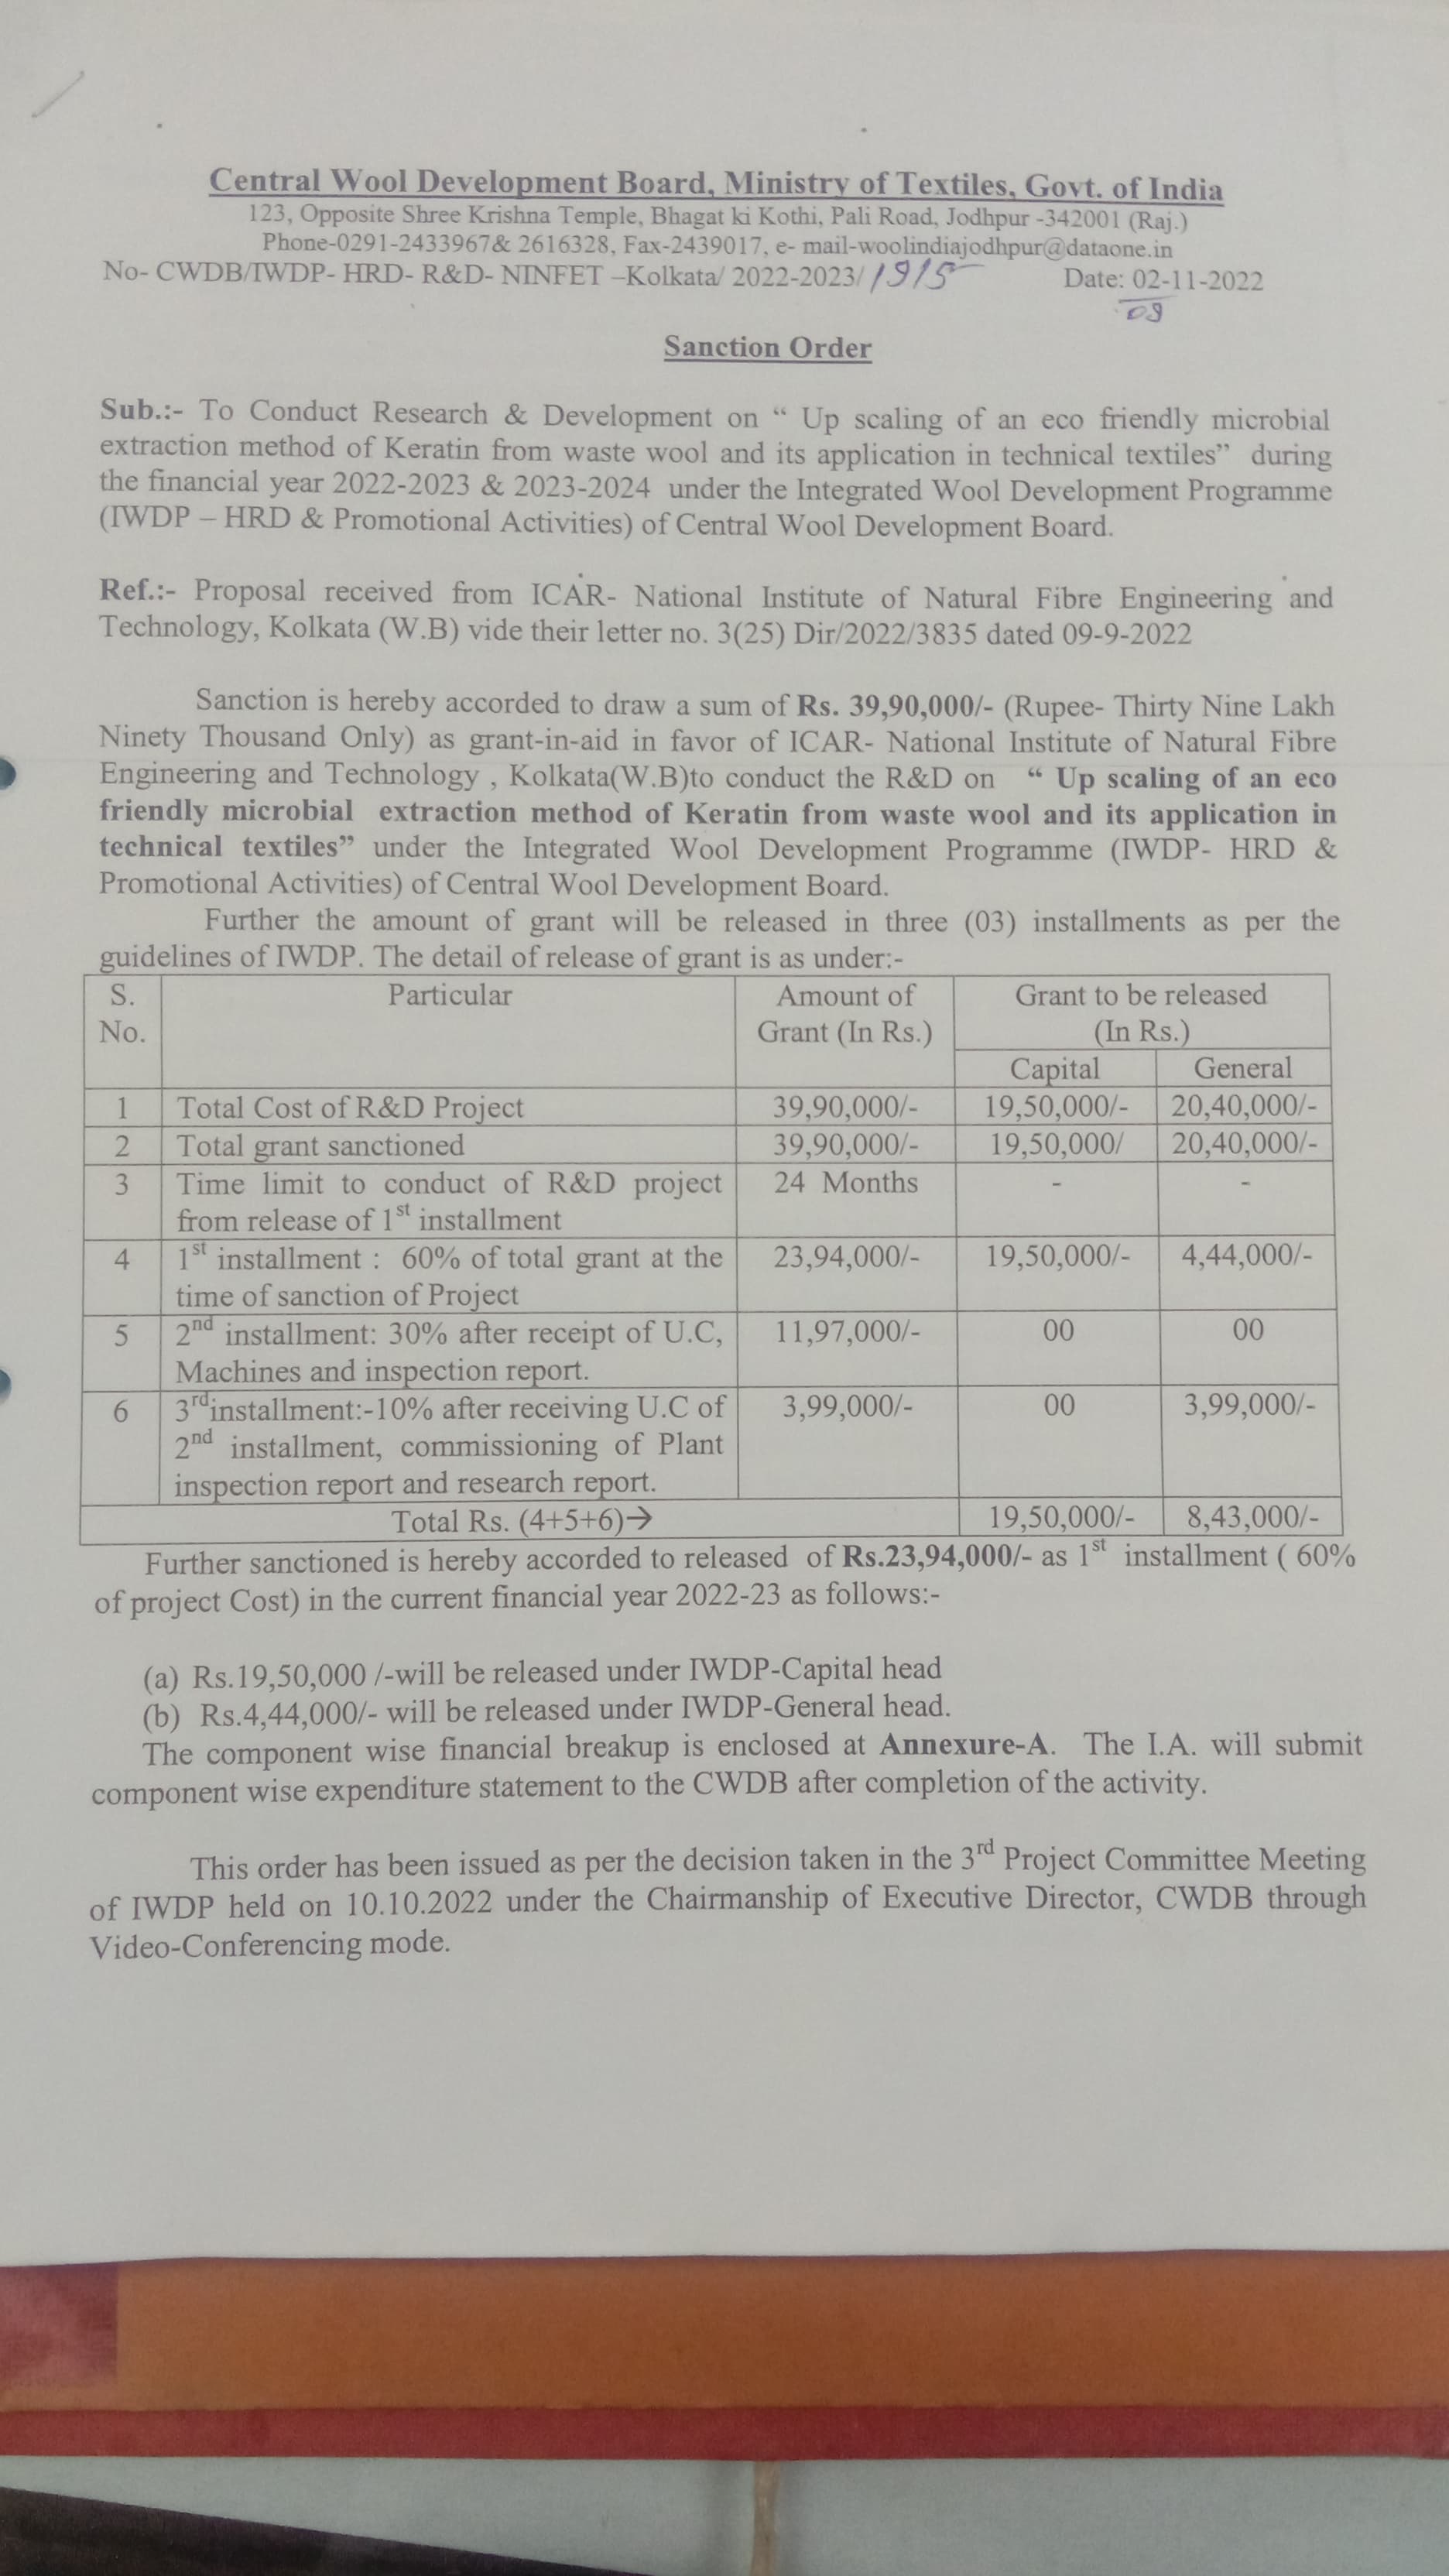 Central Wool Development Board, Ministry of Textiles, Govt. of India
123, Opposite Shree Krishna Temple, Bhagat ki Kothi, Pali Road, Jodhpur -342001 (Raj.)
Phone-0291-2433967& 2616328, Fax-2439017, e- mail-woolindiajodhpur@dataone.in
No- CWDB/IWDP- HRD- R&D- NINFET –Kolkata/ 2022-2023/ 1915 Date: 02-11-2022
09
Sanction Order
Sub.:- To Conduct Research & Development on “ Up scaling of an eco friendly microbial
extraction method of Keratin from waste wool and its application in technical textiles” during
the financial year 2022-2023 & 2023-2024 under the Integrated Wool Development Programme
(IWDP – HRD & Promotional Activities) of Central Wool Development Board.
Ref.:- Proposal received from ICAR- National Institute of Natural Fibre Engineering and
Technology, Kolkata (W.B) vide their letter no. 3(25) Dir/2022/3835 dated 09-9-2022
Sanction is hereby accorded to draw a sum of Rs. 39,90,000/- (Rupee- Thirty Nine Lakh
Ninety Thousand Only) as grant-in-aid in favor of ICAR- National Institute of Natural Fibre
Engineering and Technology , Kolkata(W.B)to conduct the R&D on “ Up scaling of an eco
friendly microbial extraction method of Keratin from waste wool and its application in
technical textiles” under the Integrated Wool Development Programme (IWDP- HRD &
Promotional Activities) of Central Wool Development Board.
Further the amount of grant will be released in three (03) installments as per the
guidelines of IWDP. The detail of release of grant is as under:-
S. Particular Amount of Grant to be released
No. Grant (In Rs.) (In Rs.)
Capital General
1 Total Cost of R&D Project 39,90,000/- 19,50,000/- 20,40,000/-
2 Total grant sanctioned 39,90,000/- 19,50,000/ 20,40,000/-
3 Time limit to conduct of R&D project 24 Months - -
from release of 1st installment
4 1st installment : 60% of total grant at the 23,94,000/- 19,50,000/- 4,44,000/-
time of sanction of Project
5 2nd installment: 30% after receipt of U.C, 11,97,000/- 00 00
Machines and inspection report.
6 3rdinstallment:-10% after receiving U.C of 3,99,000/- 00 3,99,000/-
2nd installment, commissioning of Plant
inspection report and research report.
Total Rs. (4+5+6)→ 19,50,000/- 8,43,000/-
Further sanctioned is hereby accorded to released of Rs.23,94,000/- as 1st installment ( 60%
of project Cost) in the current financial year 2022-23 as follows:-
(a) Rs.19,50,000 /-will be released under IWDP-Capital head
(b) Rs.4,44,000/- will be released under IWDP-General head.
The component wise financial breakup is enclosed at Annexure-A. The I.A. will submit
component wise expenditure statement to the CWDB after completion of the activity.
This order has been issued as per the decision taken in the 3rd Project Committee Meeting
of IWDP held on 10.10.2022 under the Chairmanship of Executive Director, CWDB through
Video-Conferencing mode.